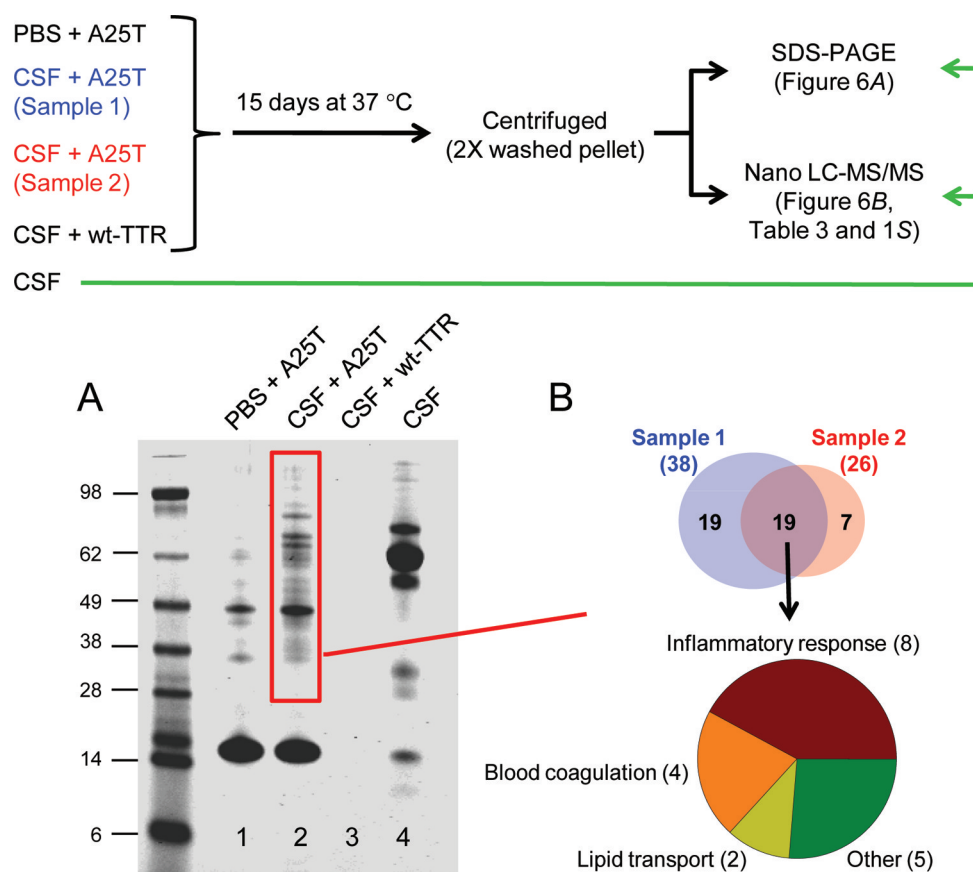 PBS + A25T
CSF + A25T
(Sample 1)
CSF + A25T
(Sample 2)
CSF + wt-TTR
CSF
15 days at 37 °C
Centrifuged
(2X washed pellet)
SDS-PAGE
(Figure 6A)
Nano LC-MS/MS
(Figure 6B,
Table 3 and 1S)
A
PBS + A25T
CSF + A25T
CSF + wt-TTR
CSF
98
62
49
38
28
14
6
1 2 3 4
B
Sample 1
(38)
Sample 2
(26)
19 19 7
Inflammatory response (8)
Blood coagulation (4)
Lipid transport (2)
Other (5)